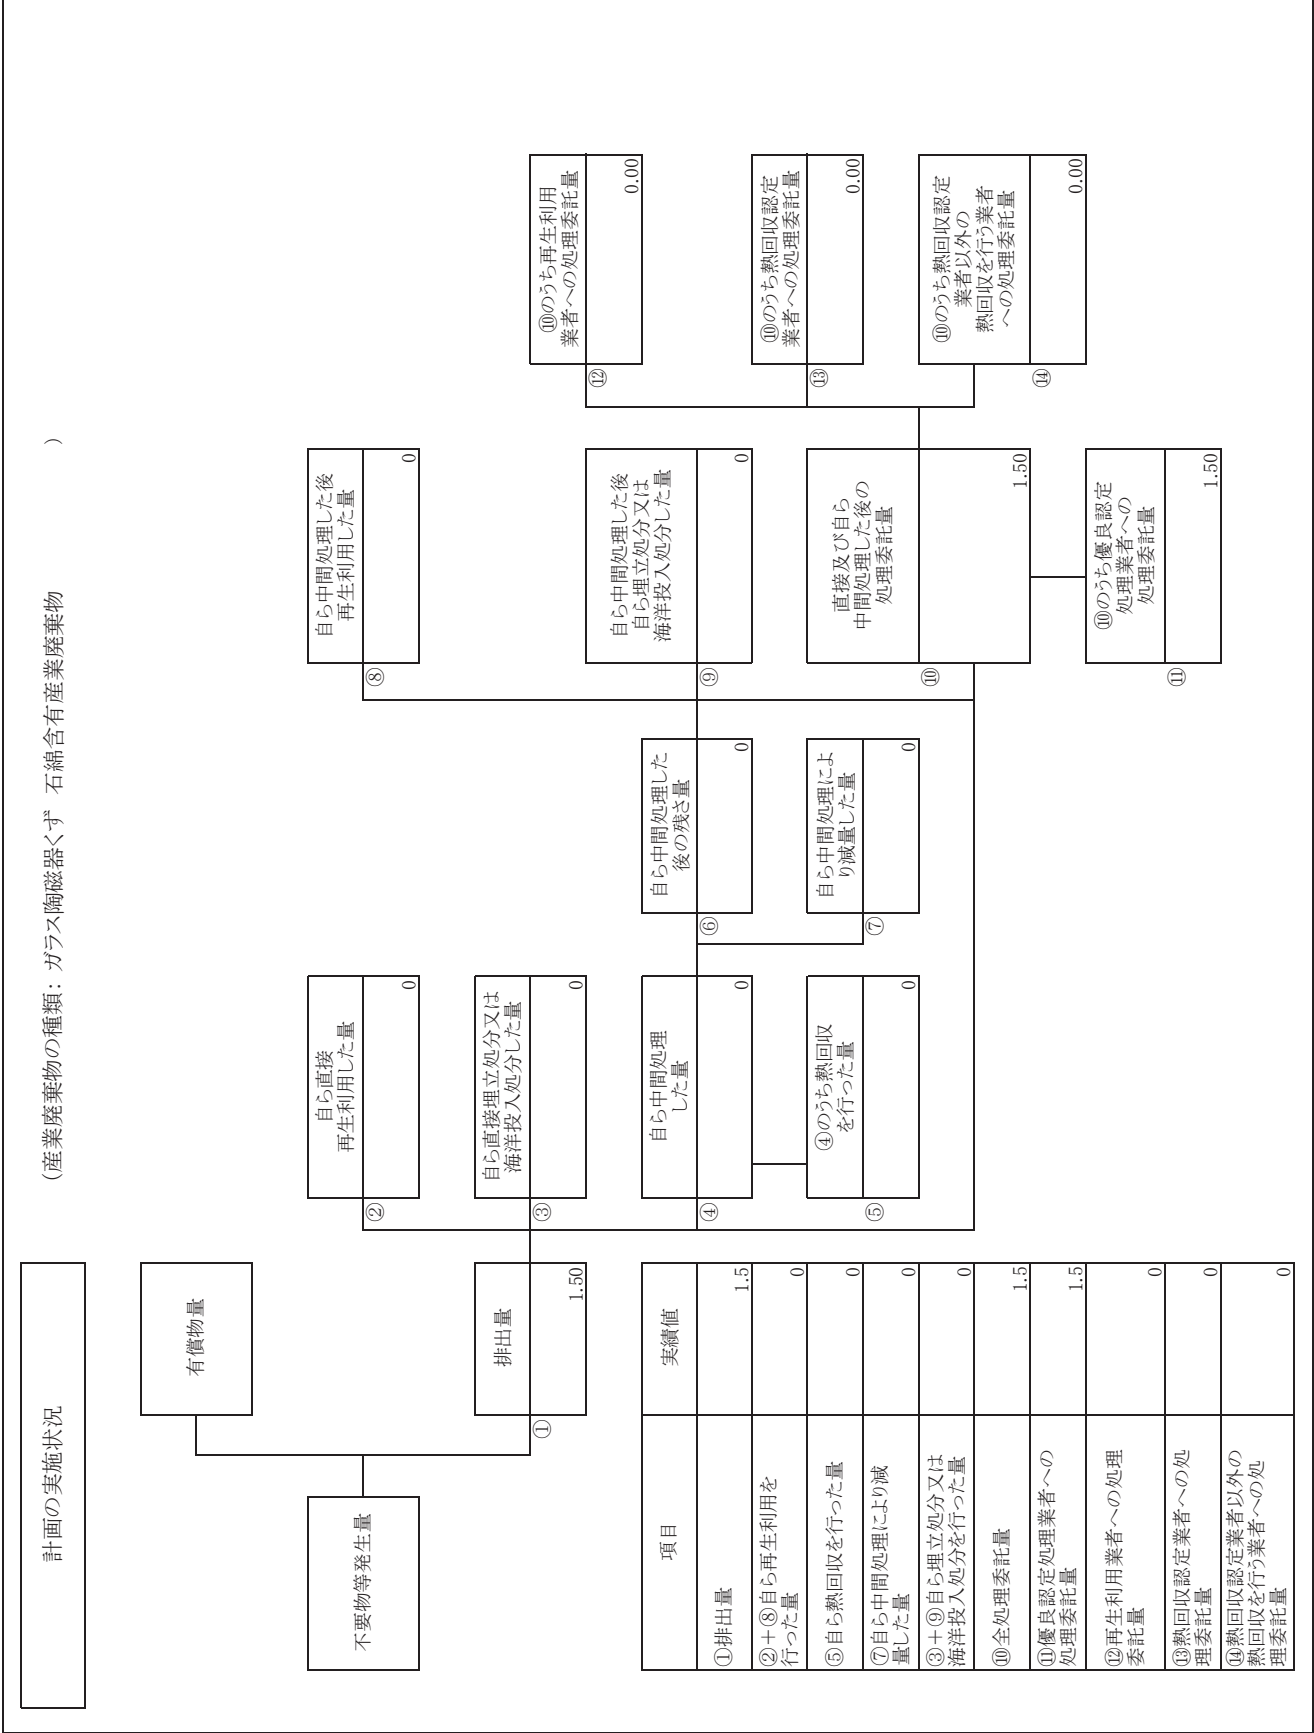 計画の実施状況
(産業廃棄物の種類： ガラス陶磁器くず　石綿含有産業廃棄物　)
不要物等発生量
有償物量
①
排出量
1.50
②
自ら直接
再生利用した量
0
③
自ら直接埋立処分又は
海洋投入処分した量
0
④
自ら中間処理
した量
0
⑤
④のうち熱回収
を行った量
0
⑥
自ら中間処理した
後の残さ量
0
⑦
自ら中間処理によ
り減量した量
0
⑧
自ら中間処理した後
再生利用した量
0
⑨
自ら中間処理した後
自ら埋立処分又は
海洋投入処分した量
0
⑩
直接及び自ら
中間処理した後の
処理委託量
1.50
⑪
⑩のうち優良認定
処理業者への
処理委託量
1.50
⑫
⑩のうち再生利用
業者への処理委託量
0.00
⑬
⑩のうち熱回収認定
業者への処理委託量
0.00
⑭
⑩のうち熱回収認定
業者以外の
熱回収を行う業者
への処理委託量
0.00
項目　実績値
①排出量　1.5
②＋⑧自ら再生利用を
行った量　0
⑤自ら熱回収を行った量　0
⑦自ら中間処理により減
量した量　0
③＋⑨自ら埋立処分又は
海洋投入処分を行った量　0
⑩全処理委託量　1.5
⑪優良認定処理業者への
処理委託量　1.5
⑫再生利用業者への処理
委託量　0
⑬熱回収認定業者への処
理委託量　0
⑭熱回収認定業者以外の
熱回収を行う業者への処
理委託量　0